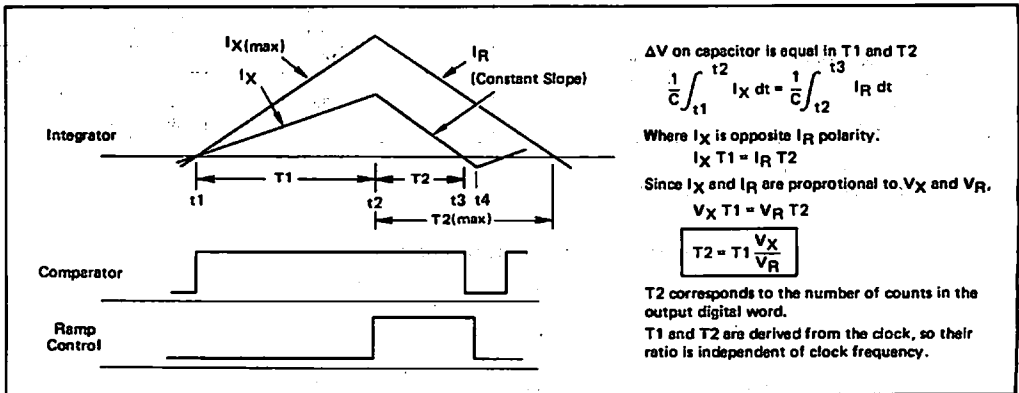 IX(max)
IX
IR
(Constant Slope)
Integrator
T1
T2
t1
t2
t3
t4
T2(max)
Comparator
Ramp
Control
ΔV on capacitor is equal in T1 and T2
1/C ∫t1^t2 IX dt = 1/C ∫t2^t3 IR dt
Where IX is opposite IR polarity.
IX T1 = IR T2
Since IX and IR are proprotional to VX and VR,
VX T1 = VR T2
T2 = T1 VX/VR
T2 corresponds to the number of counts in the
output digital word.
T1 and T2 are derived from the clock, so their
ratio is independent of clock frequency.